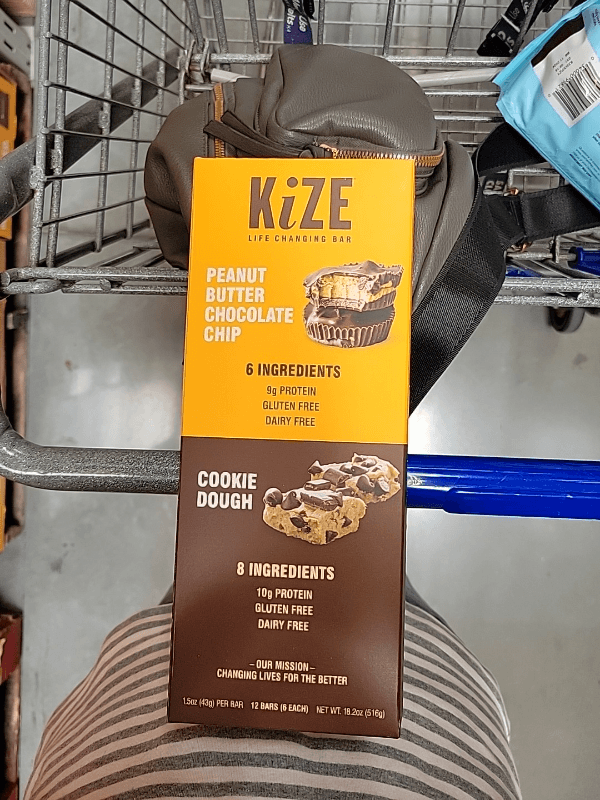 KiZE
LIFE CHANGING BAR
PEANUT
BUTTER
CHOCOLATE
CHIP
6 INGREDIENTS
9g PROTEIN
GLUTEN FREE
DAIRY FREE
COOKIE
DOUGH
8 INGREDIENTS
10g PROTEIN
GLUTEN FREE
DAIRY FREE
–OUR MISSION–
CHANGING LIVES FOR THE BETTER
1.5oz (43g) PER BAR 12 BARS (6 EACH) NET WT. 18.2oz (516g)